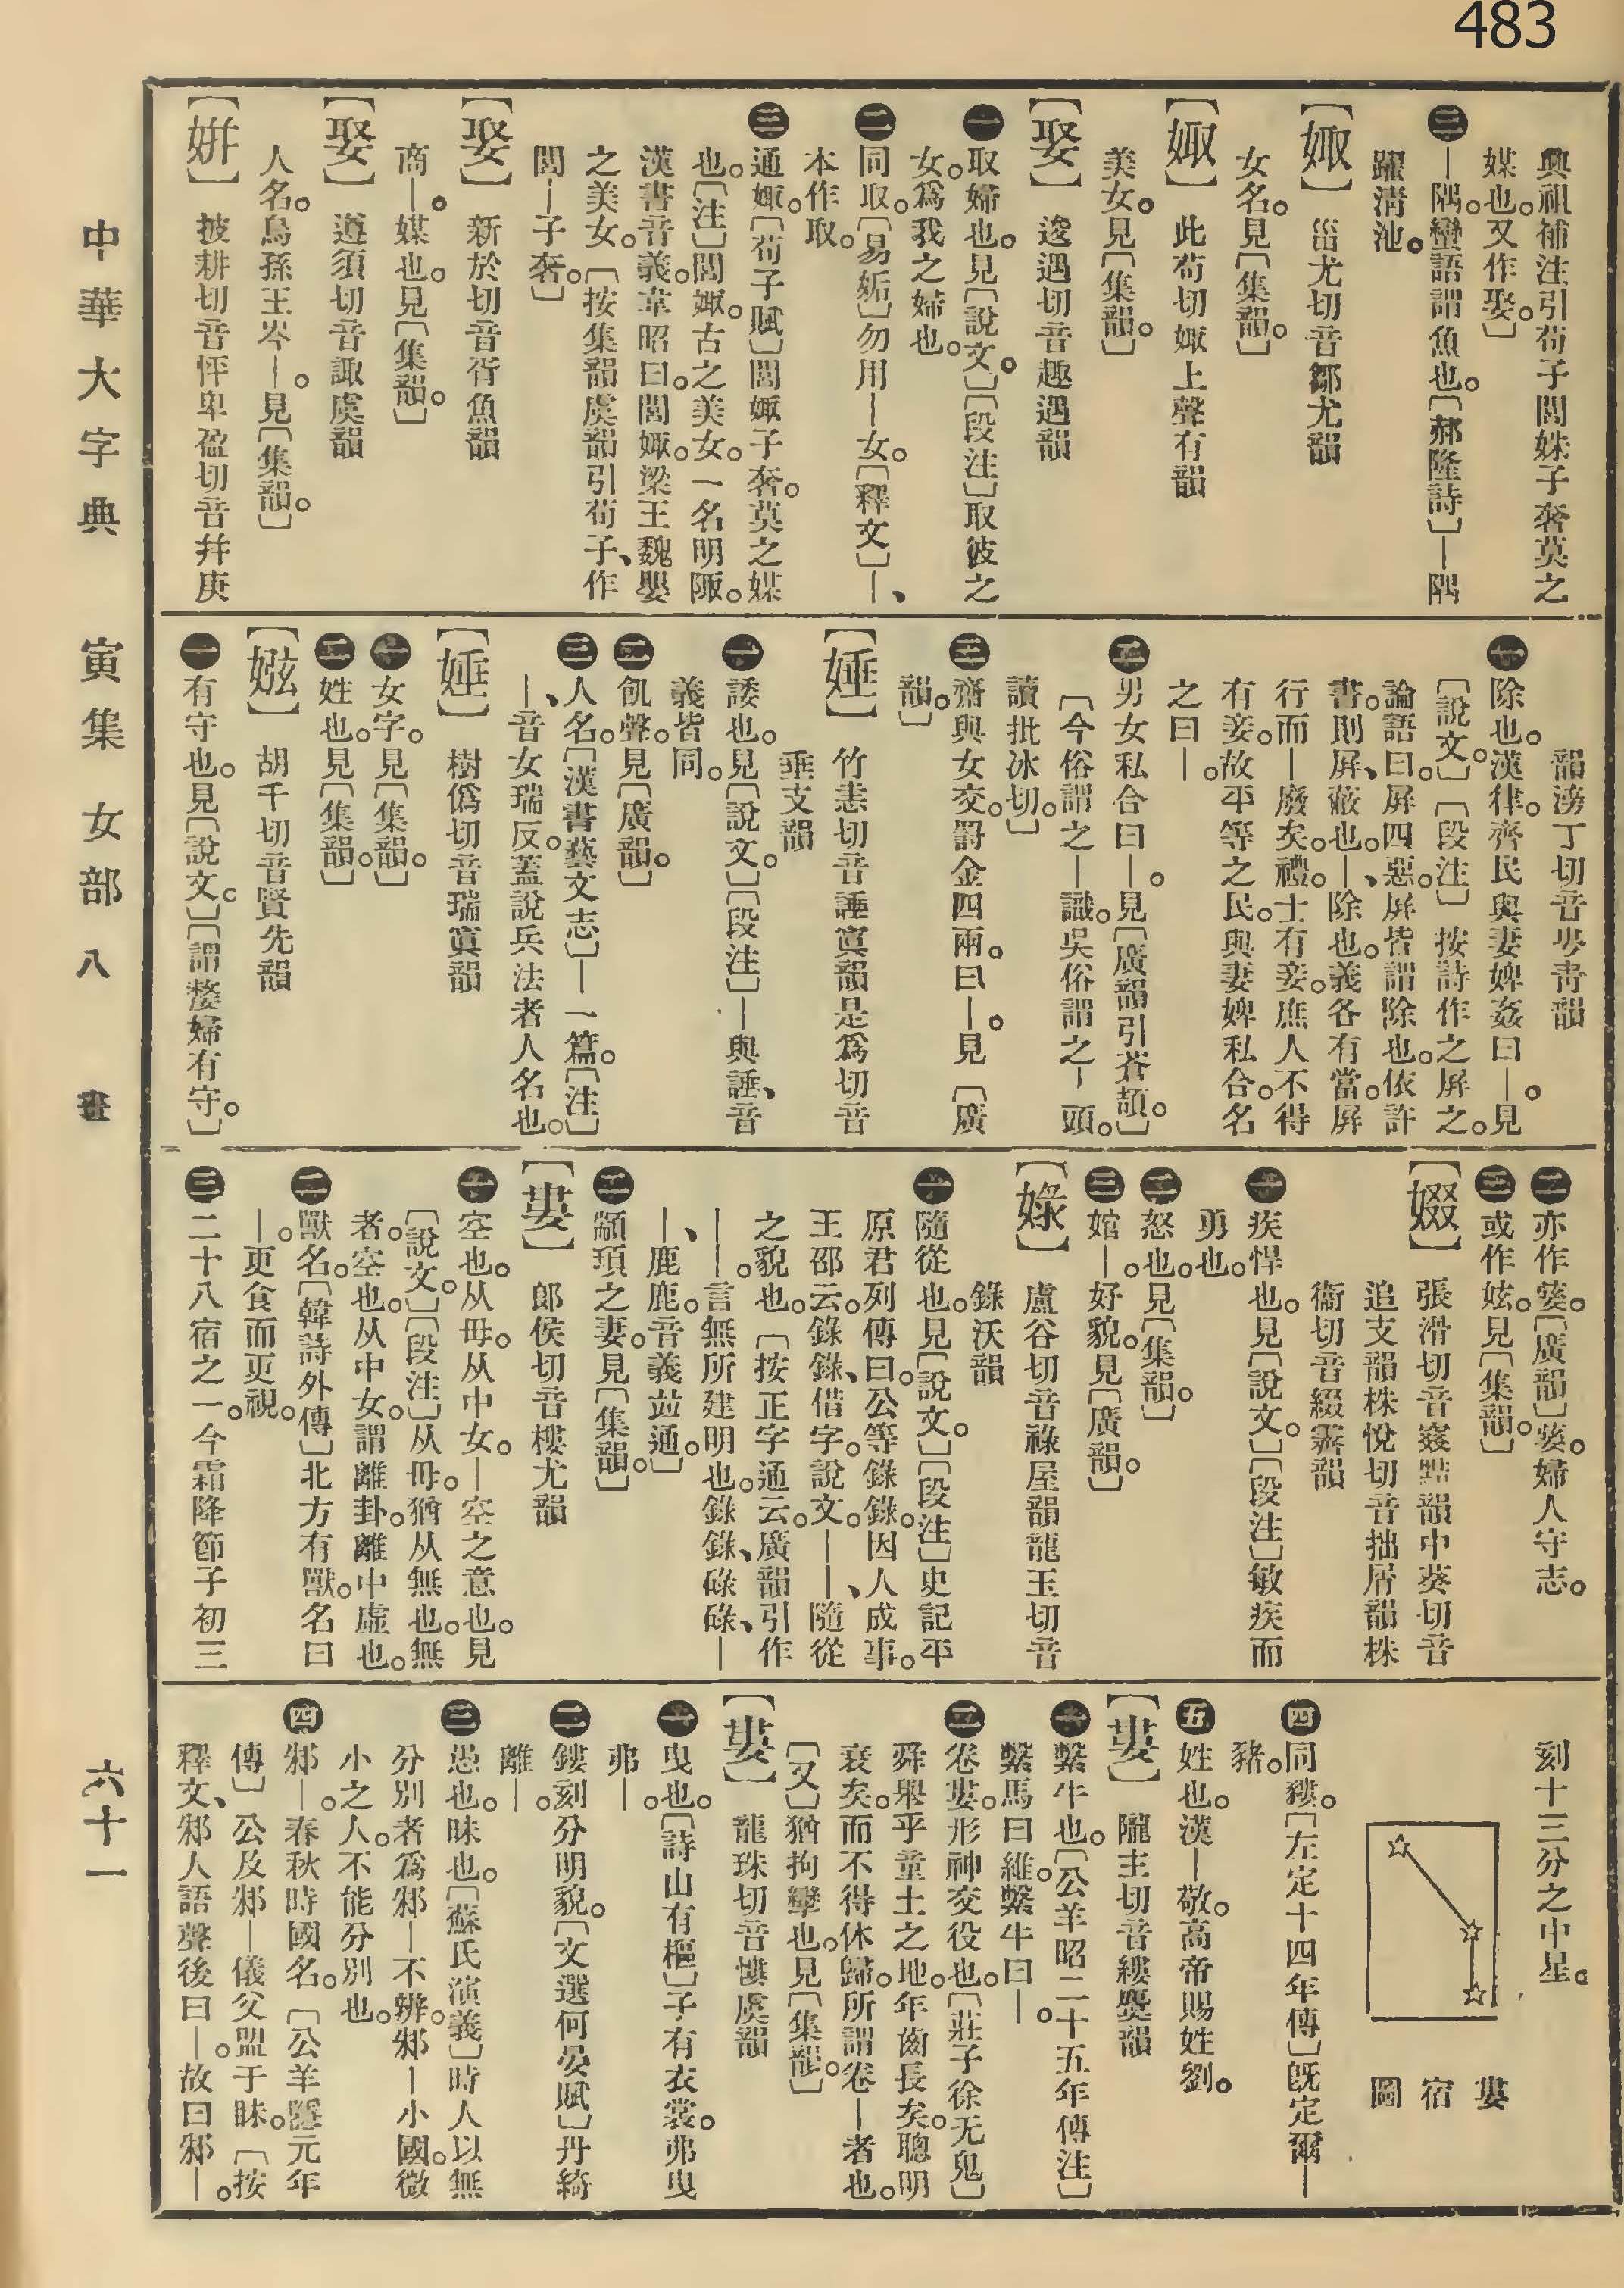 483
興祖補注引荀子閭姝子奢莫之
媒也又作娶〕
㊂—隅蠻語謂魚也〔郝隆詩〕—隅
躍淸池
【娵】甾尤切音鄒尤韻
女名見〔集韻〕
【娵】此苟切娵上聲有韻
美女見〔集韻〕
【娶】逡遇切音趣遇韻
㊀取婦也見〔說文〕〔段注〕取彼之
女爲我之婦也
㊁同取〔易姤〕勿用—女〔釋文〕—、
本作取
㊂通娵〔荀子賦〕閭娵子奢莫之媒
也〔注〕閭娵古之美女一名明陬
漢書音義韋昭曰閭娵梁王魏嬰
之美女〔按集韻虞韻引荀子、作
閭—子奢〕
【娶】新於切音胥魚韻
商—媒也見〔集韻〕
【娶】遵須切音諏虞韻
人名烏孫王岑—見〔集韻〕
【姘】披耕切音怦卑盈切音幷庚
韻滂丁切音甹靑韻
㊀除也漢律齊民與妻婢姦曰—見
〔說文〕〔段注〕按詩作之屛之
論語曰屛四惡屛皆謂除也依許
書則屛、蔽也—、除也義各有當屛
行而—廢矣禮士有妾庶人不得
有妾故平等之民與妻婢私合名
之曰—
㊁男女私合曰—見〔廣韻引蒼頡〕
〔今俗謂之—識吳俗謂之—頭
讀批冰切〕
㊂齋與女交罰金四兩曰—見〔廣
韻〕
【娷】竹恚切音諈寘韻是爲切音
垂支韻
㊀諉也見〔說文〕〔段注〕—與諈、音
義皆同
㊁飢聲見〔廣韻〕
㊂人名〔漢書藝文志〕—一篇〔注〕
—、音女瑞反蓋說兵法者人名也
【娷】樹僞切音瑞寘韻
㊀女字見〔集韻〕
㊁姓也見〔集韻〕
【婱】胡千切音賢先韻
㊀有守也見〔說文〕〔謂嫠婦有守〕
㊁亦作婱〔廣韻〕婱婦人守志
㊂或作妶見〔集韻〕
【娺】張滑切音窡黠韻中葵切音
追支韻株悅切音拙屑韻株
衞切音綴霽韻
㊀疾悍也見〔說文〕〔段注〕敏疾而
勇也
㊁怒也見〔集韻〕
㊂婠—好貌見〔廣韻〕
【娽】盧谷切音祿屋韻龍玉切音
錄沃韻
㊀隨從也見〔說文〕〔段注〕史記平
原君列傳曰公等錄錄因人成事
王邵云錄錄、借字說文——、隨從
之貌也〔按正字通云廣韻引作
——言無所建明也錄錄、碌碌、—
—、鹿鹿音義竝通〕
㊁顓頊之妻見〔集韻〕
【婁】郎侯切音樓尤韻
㊀空也从毋从中女—空之意也見
〔說文〕〔段注〕从毋猶从無也無
者空也从中女謂離卦離中虛也
㊁獸名〔韓詩外傳〕北方有獸名曰
—更食而更視
㊂二十八宿之一今霜降節子初三
刻十三分之中星
婁宿圖
㊃同貗〔左定十四年傳〕旣定爾—
豬
㊄姓也漢—敬高帝賜姓劉
【婁】隴主切音縷麌韻
㊀繫牛也〔公羊昭二十五年傳注〕
繫馬曰維繫牛曰—
㊁卷婁形神交役也〔莊子徐无鬼〕
舜舉乎童土之地年齒長矣聰明
衰矣而不得休歸所謂卷—者也
〔又〕猶拘攣也見〔集韻〕
【婁】龍珠切音慺虞韻
㊀曳也〔詩山有樞〕子有衣裳弗曳
弗—
㊁鏤刻分明貌〔文選何晏賦〕丹綺
離—
㊂愚也昧也〔蘇氏演義〕時人以無
分別者爲邾—不辨邾—小國微
小之人不能分別也
㊃邾—春秋時國名〔公羊隱元年
傳〕公及邾—儀父盟于眛〔按
釋文、邾人語聲後曰—故曰邾—
中華大字典　寅集　女部　八　畫
六十一